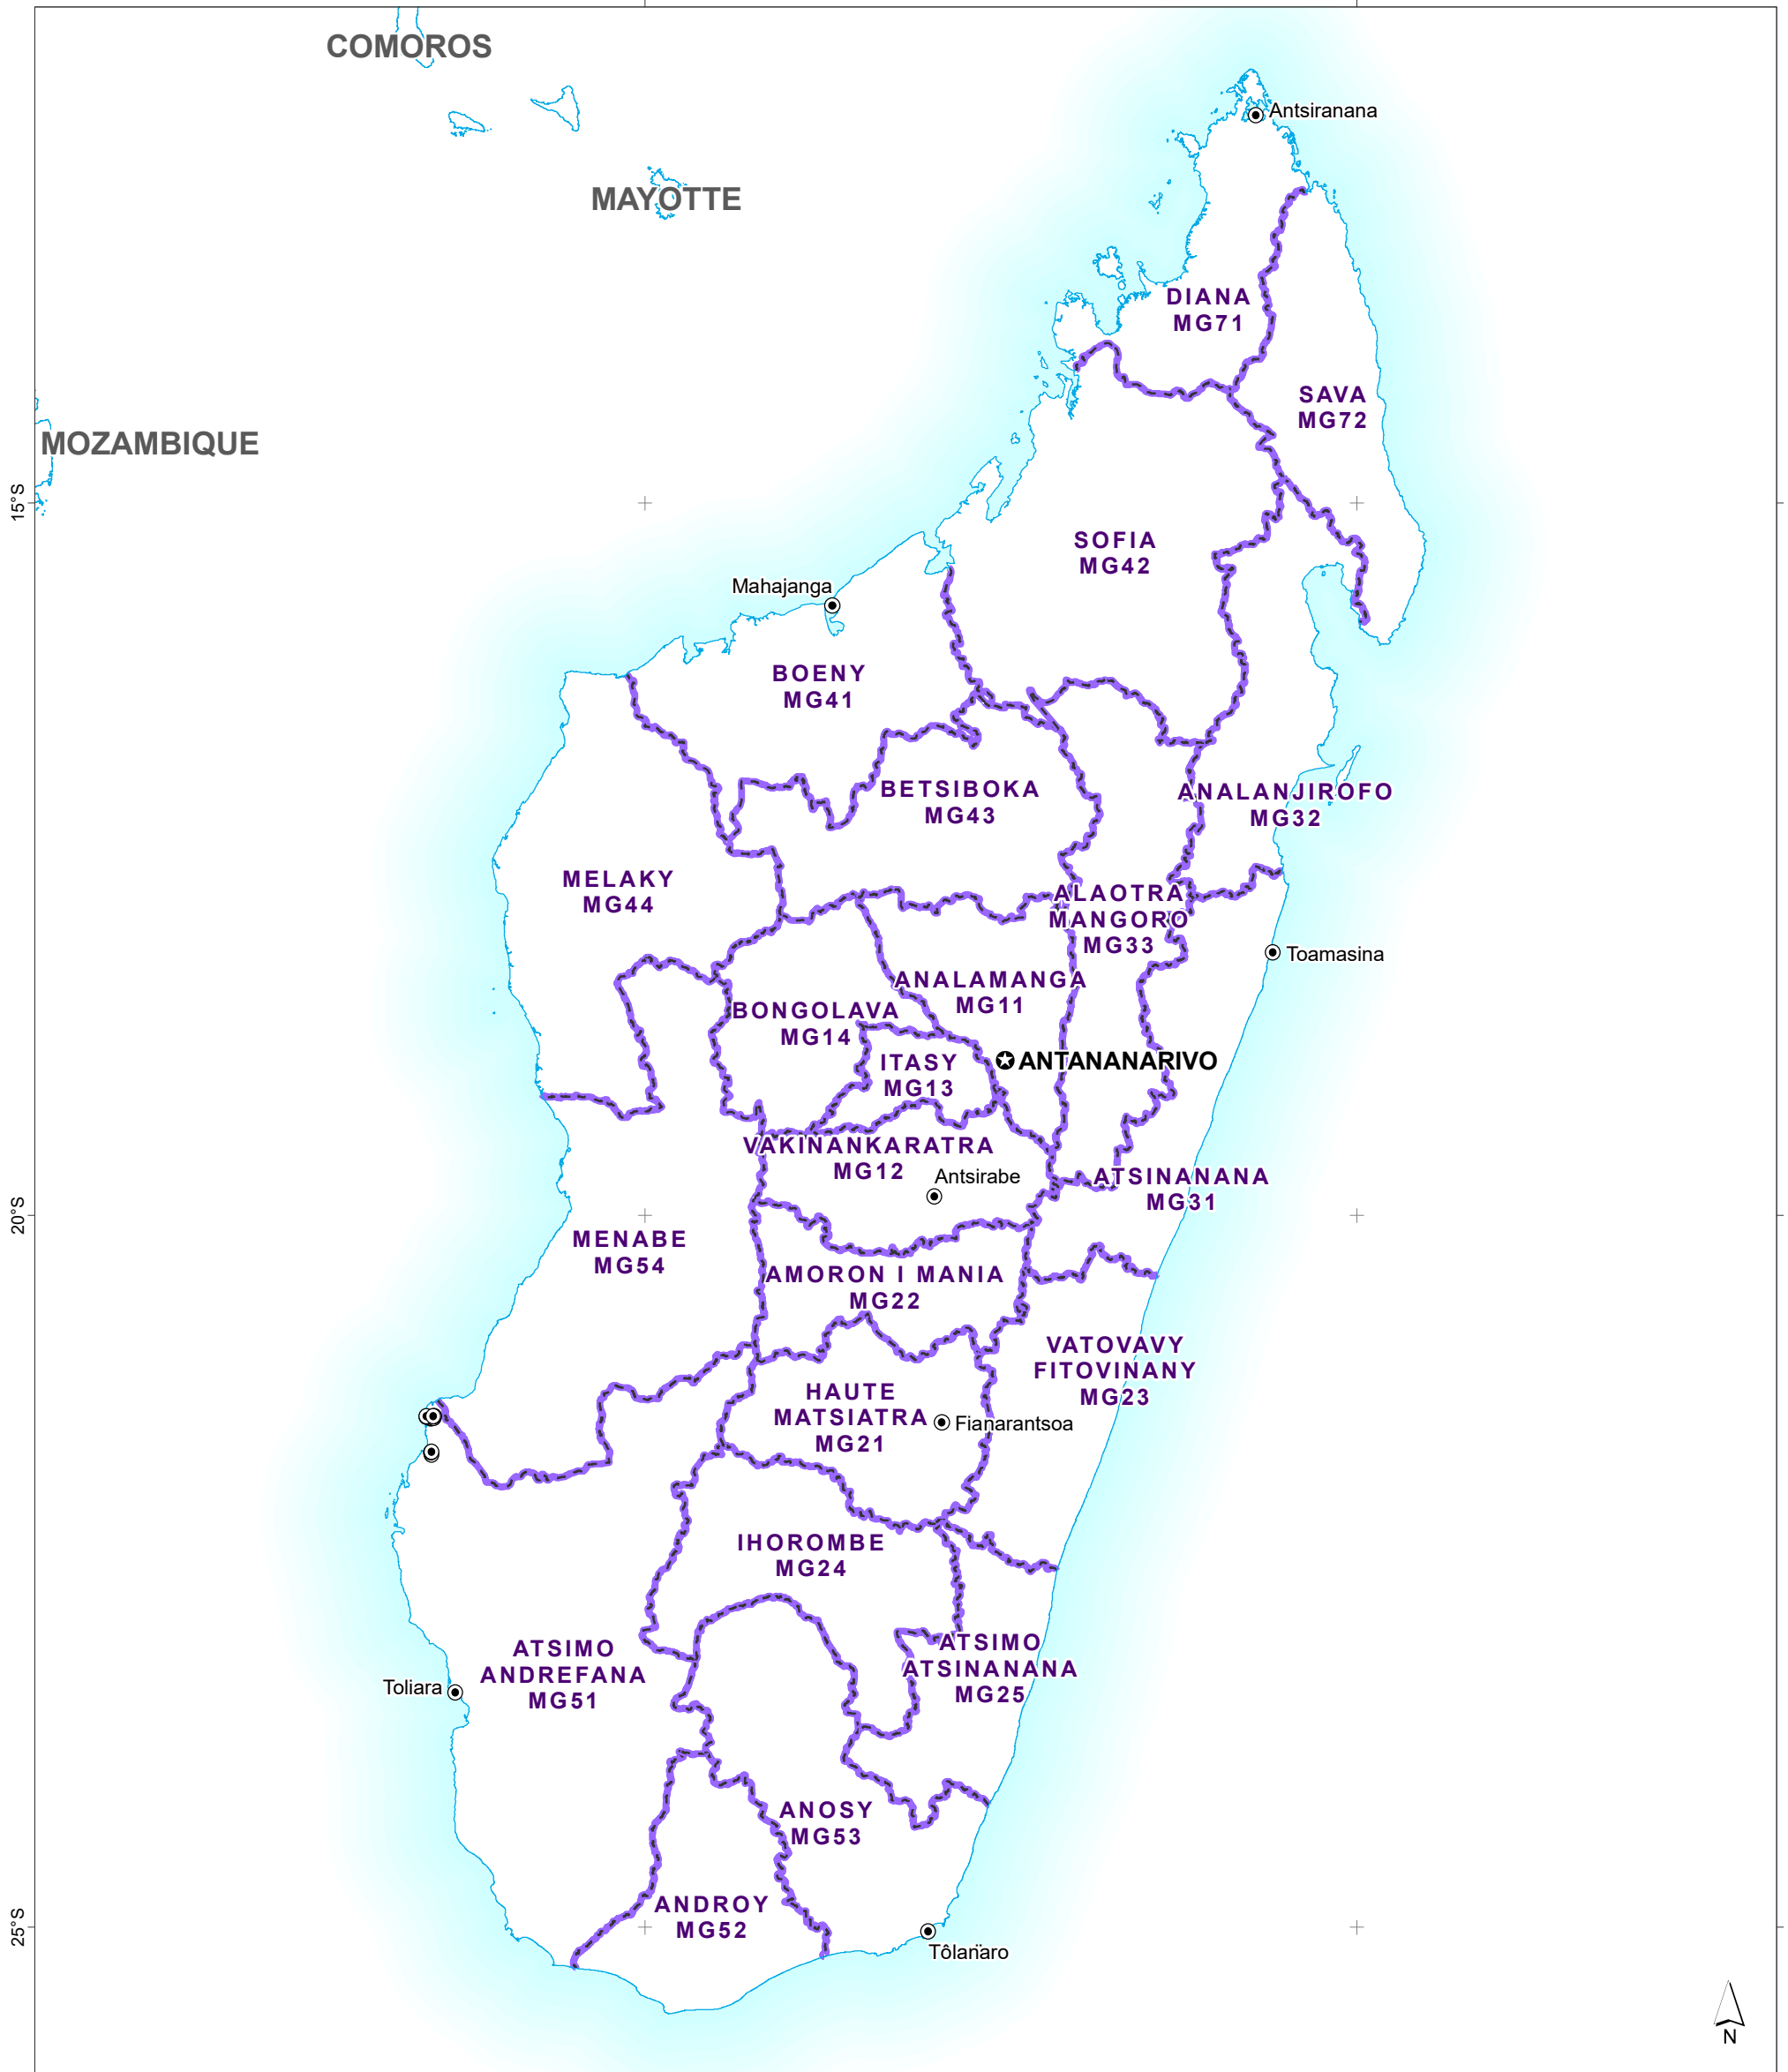 COMOROS
Antsiranana
MAYOTTE
DIANA
MG71
SAVA
MG72
MOZAMBIQUE
15°S
SOFIA
MG42
Mahajanga
BOENY
MG41
BETSIBOKA
MG43
ANALANJIROFO
MG32
MELAKY
MG44
ALAOTRA
MANGORO
MG33
Toamasina
ANALAMANGA
MG11
BONGOLAVA
MG14
ITASY
MG13
ANTANANARIVO
VAKINANKARATRA
MG12
Antsirabe
ATSINANANA
MG31
20°S
MENABE
MG54
AMORON I MANIA
MG22
VATOVAVY
FITOVINANY
MG23
HAUTE
MATSIATRA
MG21
Fianarantsoa
IHOROMBE
MG24
ATSIMO
ANDREFANA
MG51
ATSIMO
ATSINANANA
MG25
Toliara
ANOSY
MG53
ANDROY
MG52
25°S
Tôlan̈aro
N